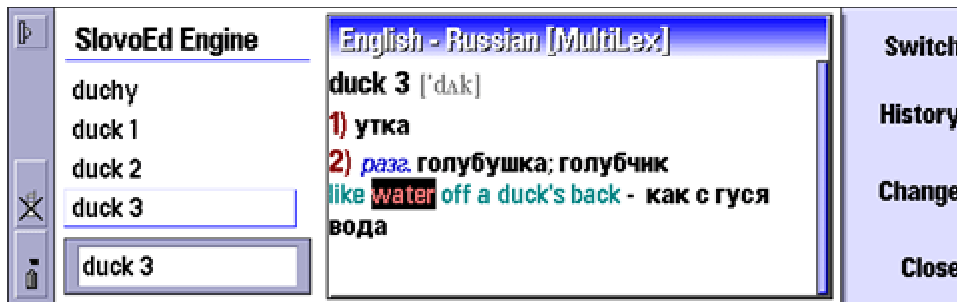 SlovoEd Engine
duchy
duck 1
duck 2
duck 3
duck 3
English - Russian [MultiLex]
duck 3 ['dʌk]
1) утка
2) разг. голубушка; голубчик
like water off a duck's back - как с гуся
вода
Switch
History
Change
Close